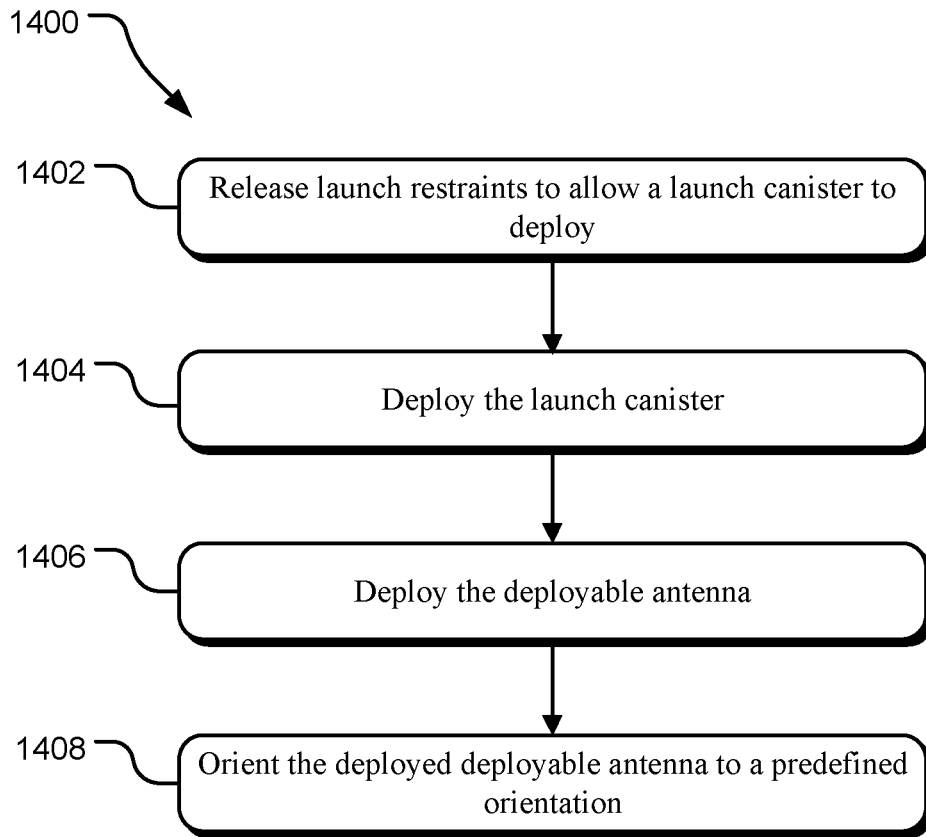 1400
1402
Release launch restraints to allow a launch canister to
deploy
1404
Deploy the launch canister
1406
Deploy the deployable antenna
1408
Orient the deployed deployable antenna to a predefined
orientation